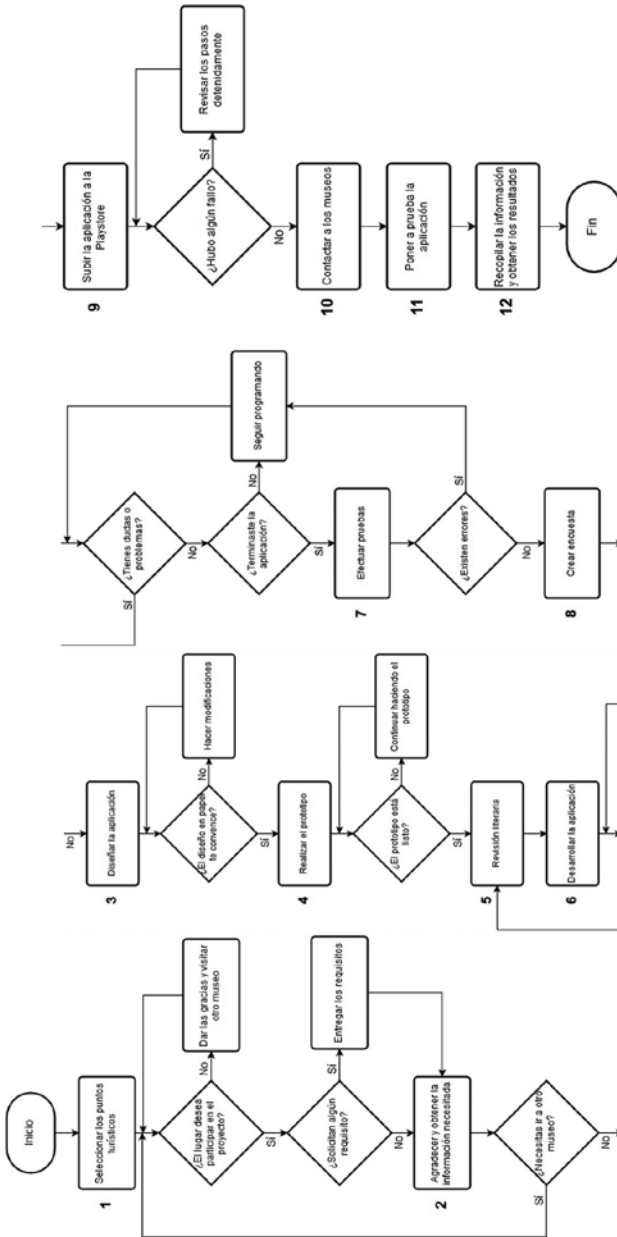 Inicio
1
Seleccionar los puntos
turísticos
¿El lugar desea
participar en el
proyecto?
No
Dar las gracias y visitar
otro museo
Sí
¿Solicitan algún
requisito?
Sí
Entregar los requisitos
No
2
Agradecer y obtener la
información necesitada
¿Necesitas ir a otro
museo?
Sí
No
No
3
Diseñar la aplicación
¿El diseño en papel
te convence?
No
Hacer modificaciones
Sí
4
Realizar el prototipo
¿El prototipo está
listo?
No
Continuar haciendo el
prototipo
Sí
5
Revisión literaria
6
Desarrollar la aplicación
¿Tienes dudas o
problemas?
Sí
No
¿Terminaste la
aplicación?
No
Seguir programando
Sí
7
Efectuar pruebas
¿Existen errores?
Sí
No
8
Crear encuesta
9
Subir la aplicación a la
Playstore
¿Hubo algún fallo?
Sí
Revisar los pasos
detenidamente
No
10
Contactar a los museos
11
Poner a prueba la
aplicación
12
Recopilar la información
y obtener los resultados
Fin